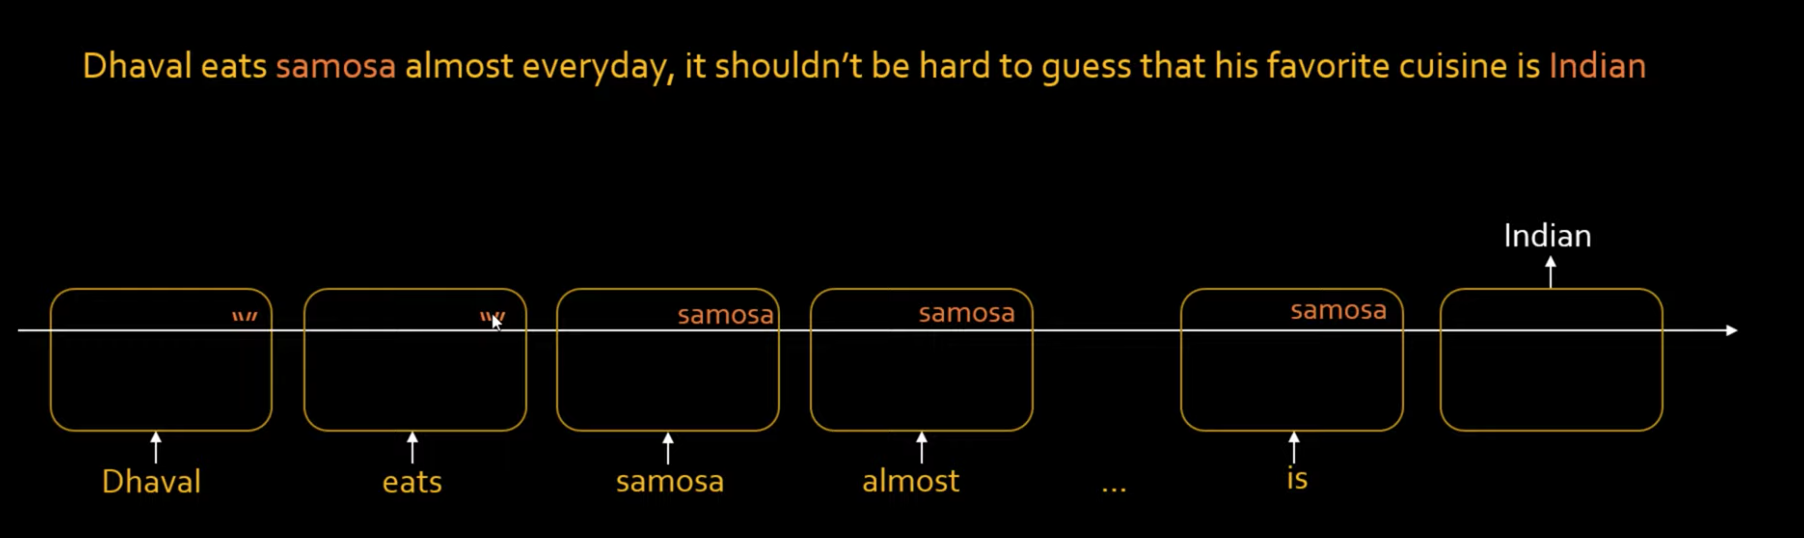 Dhaval eats samosa almost everyday, it shouldn't be hard to guess that his favorite cuisine is Indian
Indian
“” “” samosa samosa samosa
Dhaval eats samosa almost ... is